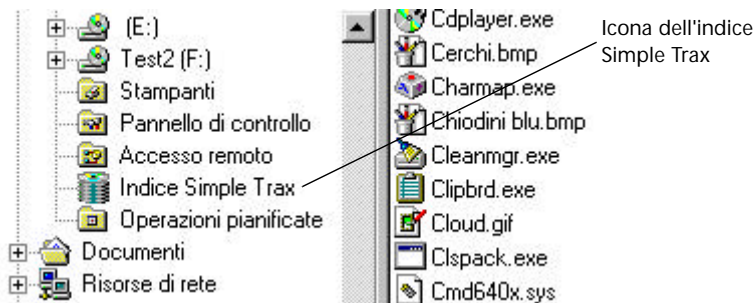 (E:)
Test2 (F:)
Stampanti
Pannello di controllo
Accesso remoto
Indice Simple Trax
Operazioni pianificate
Documenti
Risorse di rete
Cdplayer.exe
Cerchi.bmp
Charmap.exe
Chiodini blu.bmp
Cleanmgr.exe
Clipbrd.exe
Cloud.gif
Clspack.exe
Cmd640x.sys
Icona dell'indice
Simple Trax